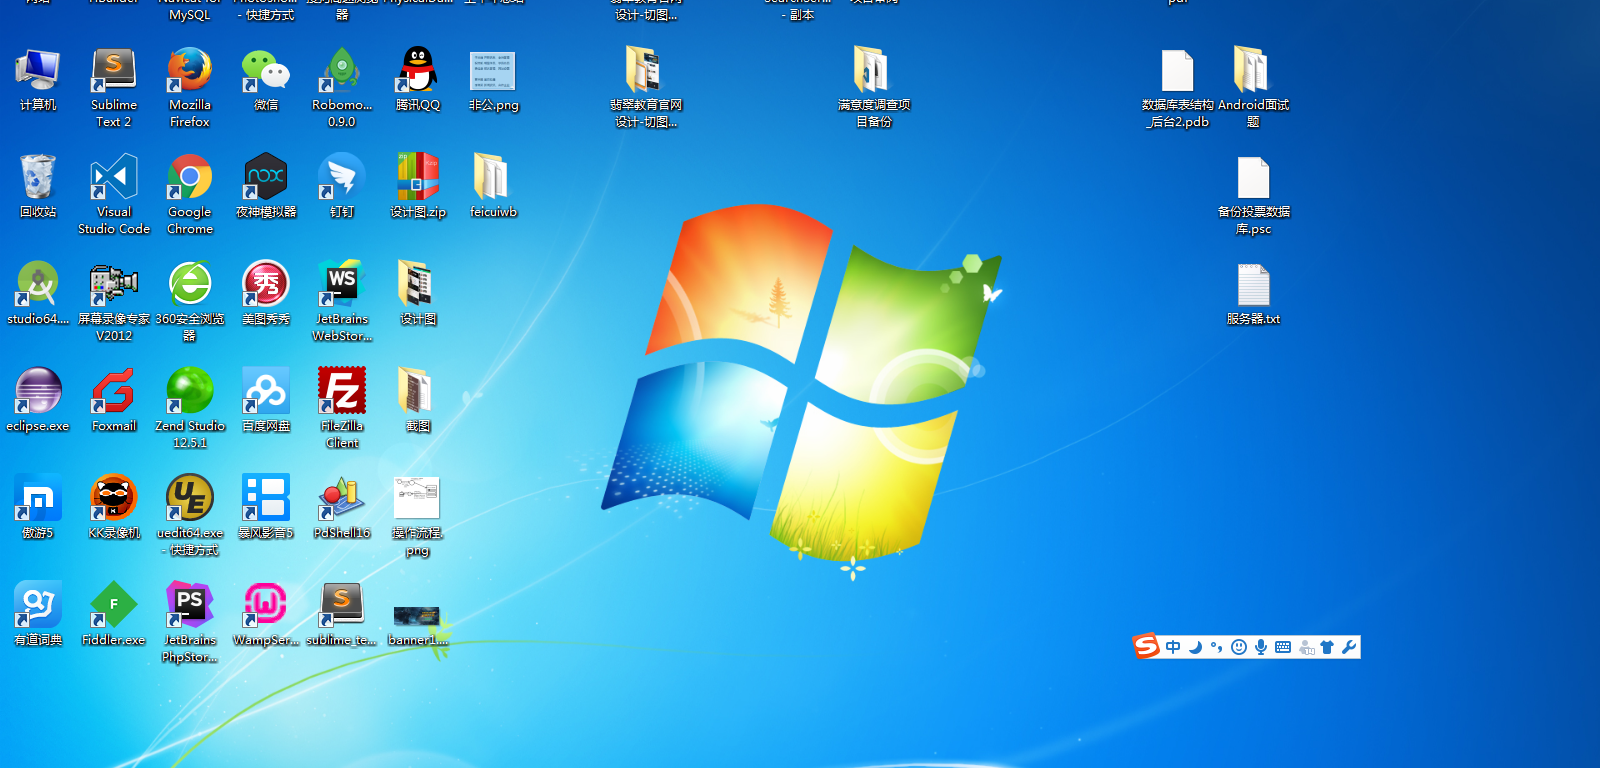 MySQL
- 快捷方式
器
设计-切图...
- 副本
计算机
Sublime
Text 2
Mozilla
Firefox
微信
Robomo...
0.9.0
腾讯QQ
非公.png
翡翠教育官网
设计-切图...
满意度调查项
目备份
数据库表结构
_后台2.pdb
Android面试
题
回收站
Visual
Studio Code
Google
Chrome
nox
夜神模拟器
钉钉
设计图.zip
feicuiwb
备份投票数据
库.psc
studio64....
屏幕录像专家
V2012
360安全浏览
器
秀
美图秀秀
WS
JetBrains
WebStor...
设计图
服务器.txt
eclipse.exe
Foxmail
Zend Studio
12.5.1
百度网盘
Fz
FileZilla
Client
截图
傲游5
KK录像机
UE
uedit64.exe
- 快捷方式
暴风影音5
PdShell16
操作流程.
png
有道词典
F
Fiddler.exe
PS
JetBrains
PhpStor...
WampSer...
S
sublime_te...
banner1....
S 中